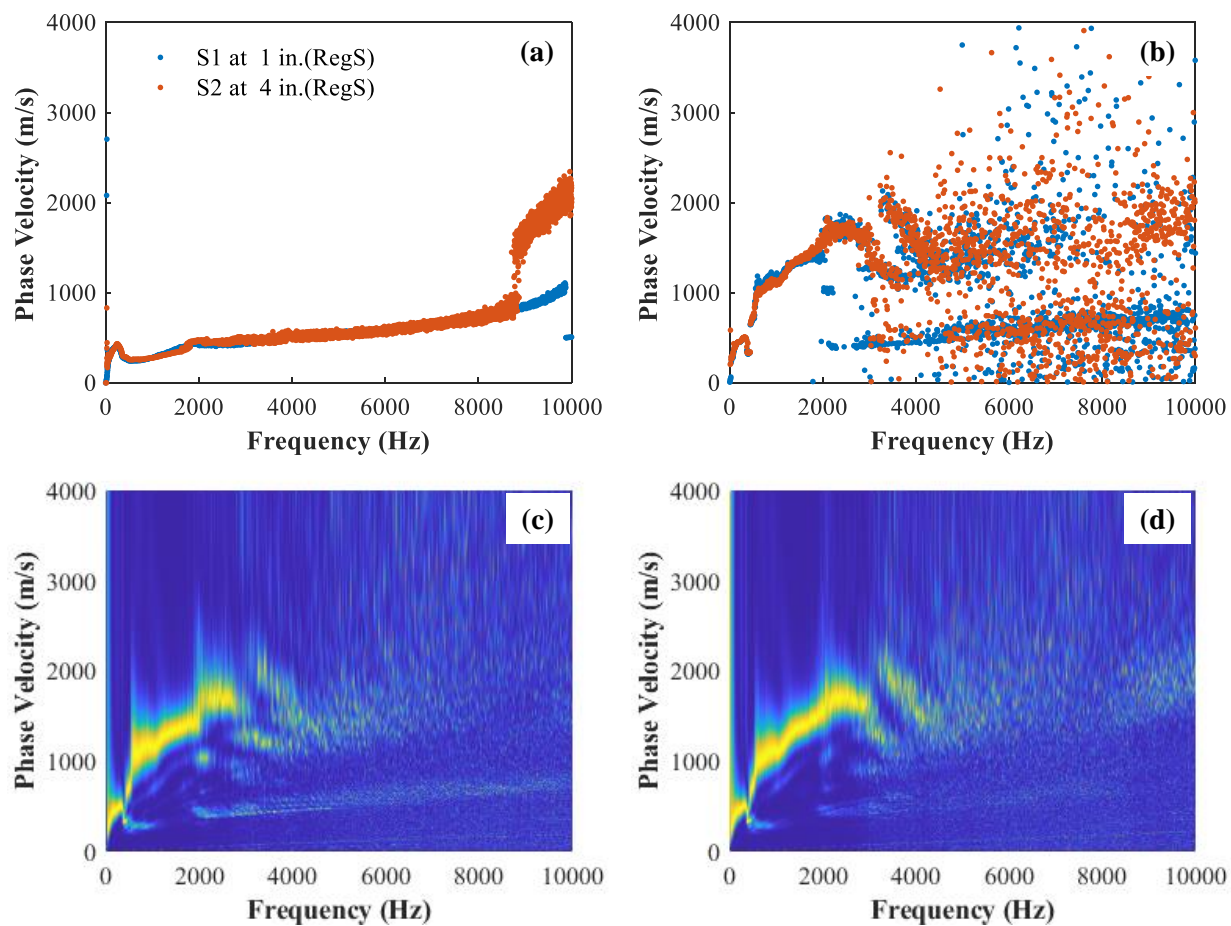 4000
3000
2000
1000
0
Phase Velocity (m/s)
S1 at 1 in.(RegS)
S2 at 4 in.(RegS)
(a)
0 2000 4000 6000 8000 10000
Frequency (Hz)
4000
3000
2000
1000
0
Phase Velocity (m/s)
(b)
0 2000 4000 6000 8000 10000
Frequency (Hz)
4000
3000
2000
1000
0
Phase Velocity (m/s)
(c)
0 2000 4000 6000 8000 10000
Frequency (Hz)
4000
3000
2000
1000
0
Phase Velocity (m/s)
(d)
0 2000 4000 6000 8000 10000
Frequency (Hz)